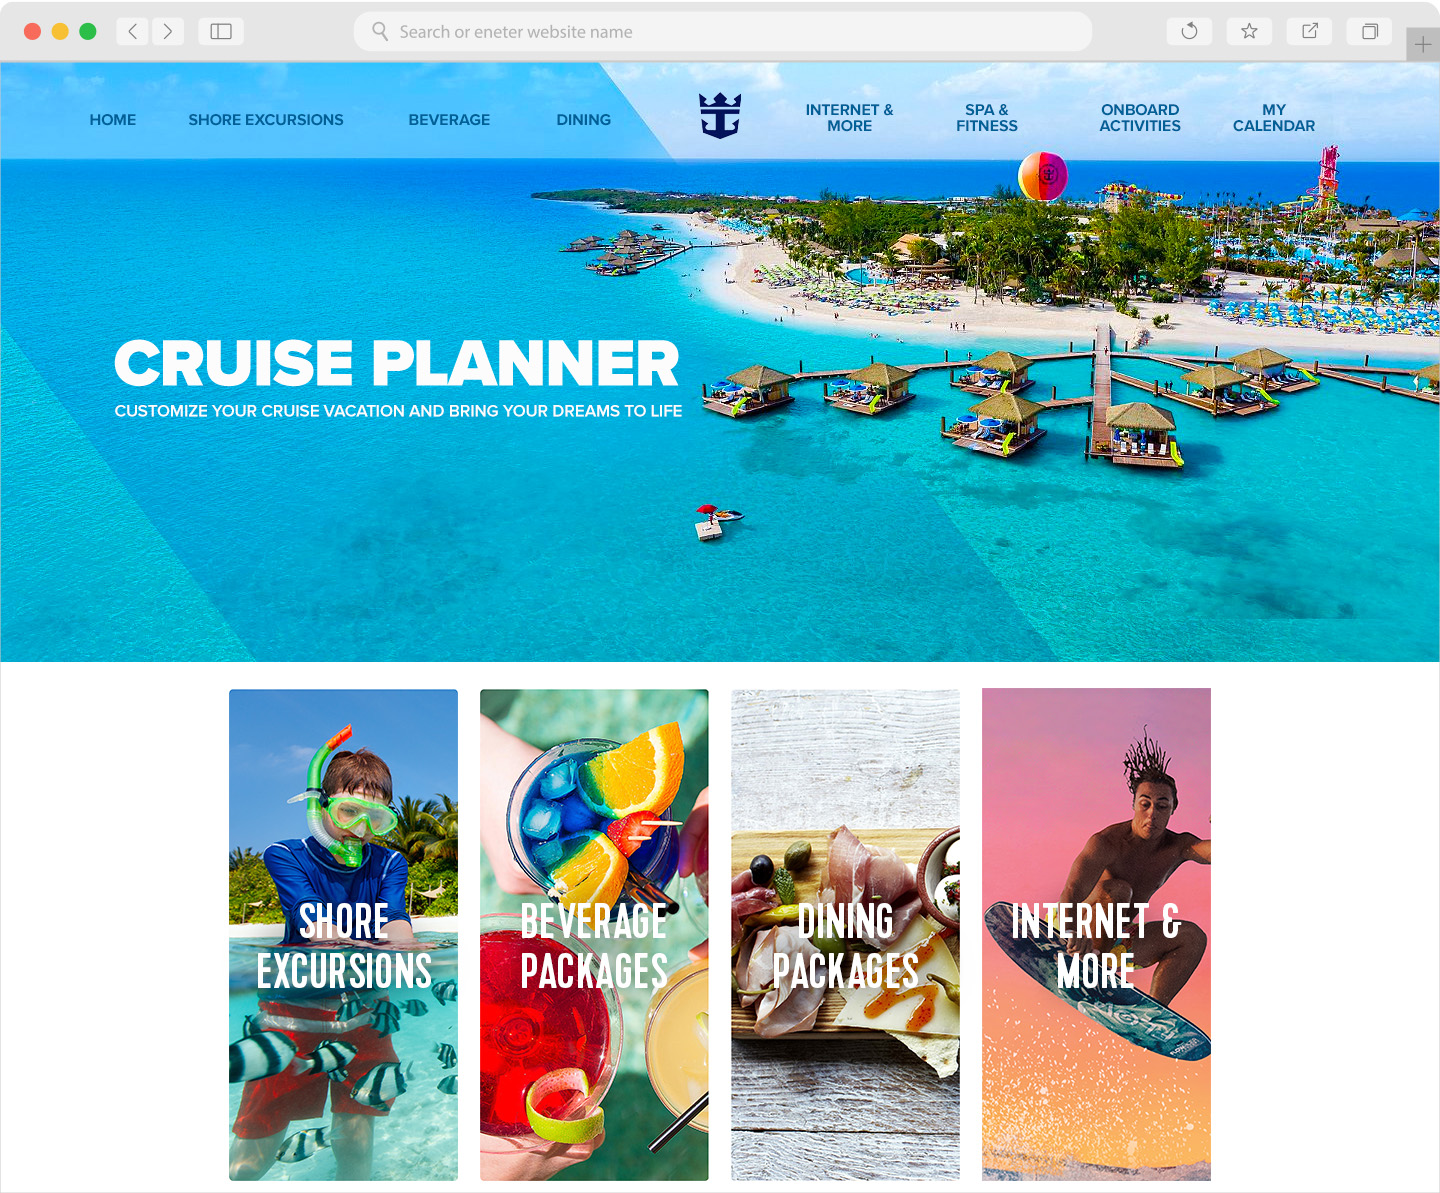 Search or eneter website name
HOME
SHORE EXCURSIONS
BEVERAGE
DINING
INTERNET &
MORE
SPA &
FITNESS
ONBOARD
ACTIVITIES
MY
CALENDAR
CRUISE PLANNER
CUSTOMIZE YOUR CRUISE VACATION AND BRING YOUR DREAMS TO LIFE
SHORE
EXCURSIONS
BEVERAGE
PACKAGES
DINING
PACKAGES
INTERNET &
MORE